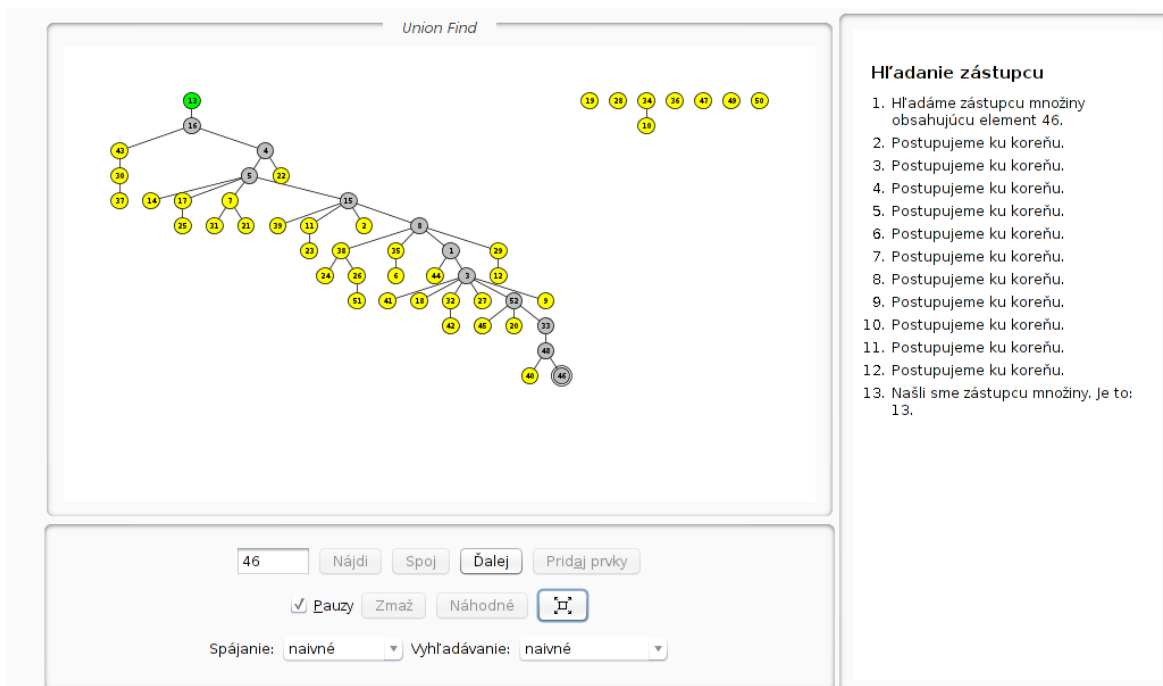 Union Find
13 19 28 34 36 47 49 50
16 10
43 4
30 5 22
37 14 17 7 15
25 31 21 39 11 2 8
23 38 35 1 29
24 26 6 44 3 12
51 41 18 32 27 52 9
42 45 20 33
48
40 46
46 Nájdi Spoj Ďalej Pridaj prvky
Pauzy Zmaž Náhodné
Spájanie: naivné Vyhľadávanie: naivné
Hľadanie zástupcu
1. Hľadáme zástupcu množiny
obsahujúcu element 46.
2. Postupujeme ku koreňu.
3. Postupujeme ku koreňu.
4. Postupujeme ku koreňu.
5. Postupujeme ku koreňu.
6. Postupujeme ku koreňu.
7. Postupujeme ku koreňu.
8. Postupujeme ku koreňu.
9. Postupujeme ku koreňu.
10. Postupujeme ku koreňu.
11. Postupujeme ku koreňu.
12. Postupujeme ku koreňu.
13. Našli sme zástupcu množiny. Je to:
13.